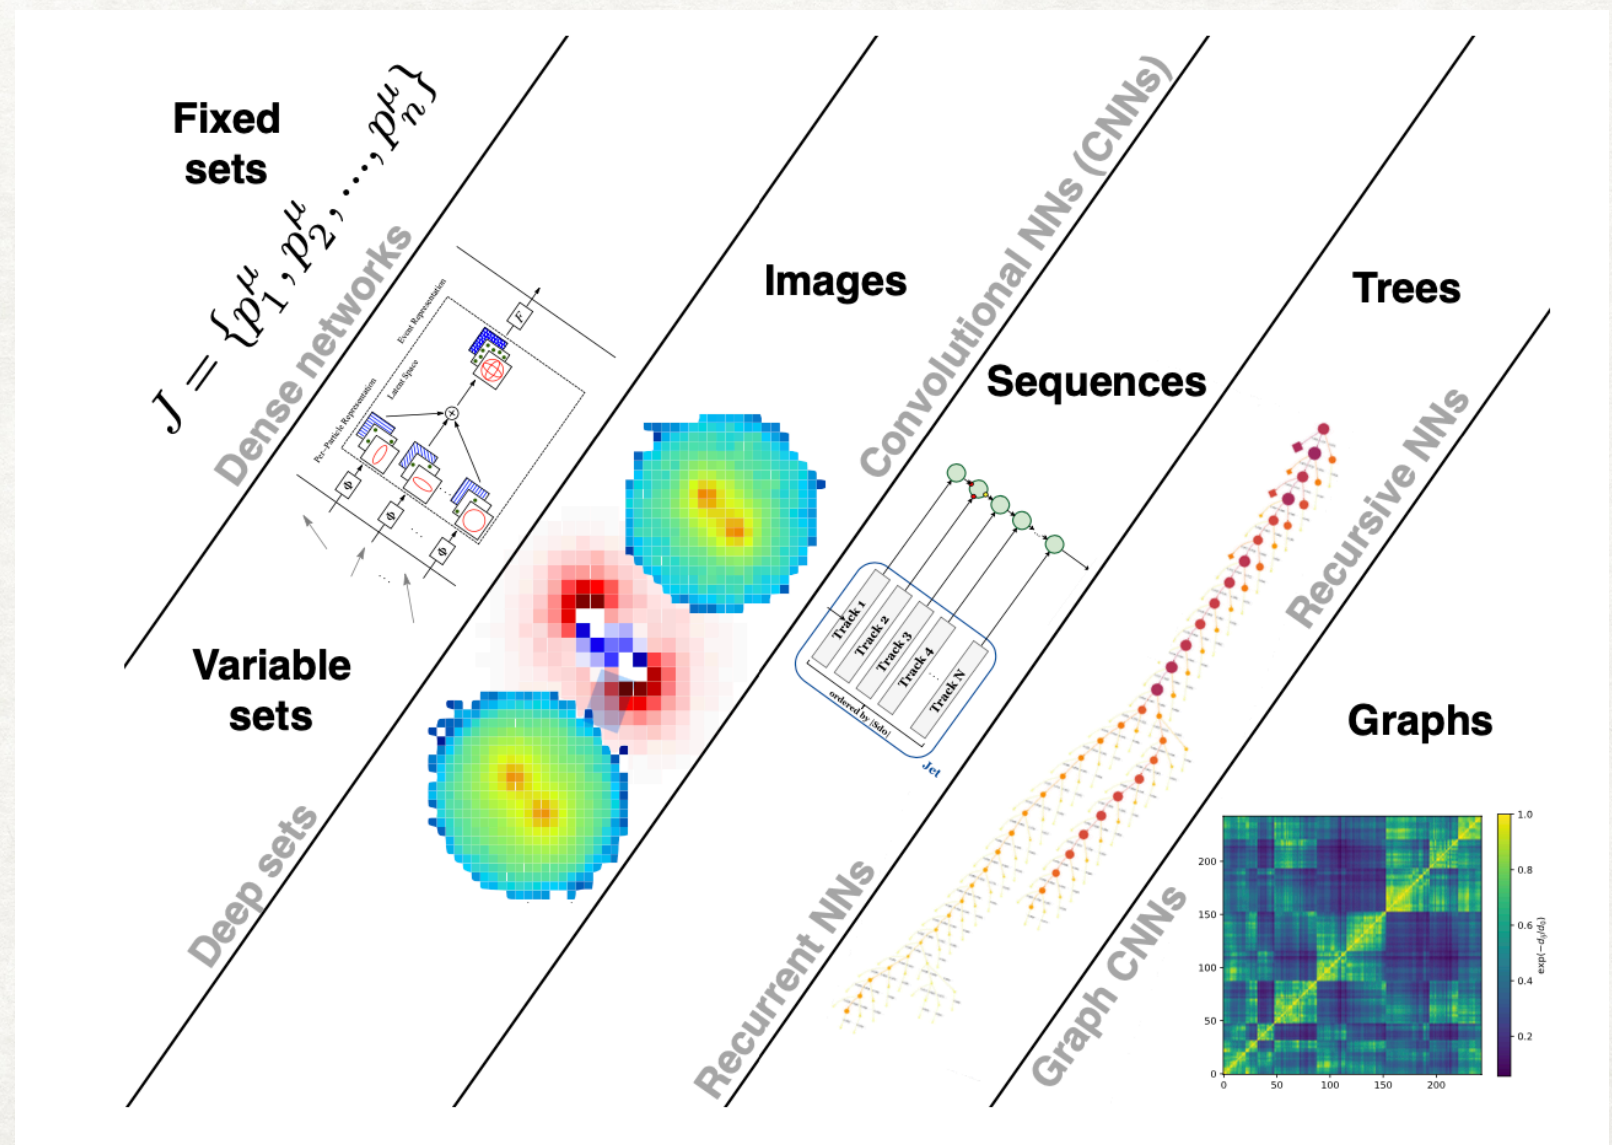 Fixed
sets
J = {p₁^μ, p₂^μ, ..., pₙ^μ}
Dense networks
Variable
sets
Deep sets
Per-Particle Representation
Event Representation
Latent Space
Φ
Φ
...
Φ
+
F
Images
Convolutional NNs (CNNs)
Sequences
Track 1
Track 2
Track 3
Track 4
...
Track N
ordered by |Sd0|
Jet
Recurrent NNs
Trees
Recursive NNs
Graphs
Graph CNNs
200
150
100
50
0
0 50 100 150 200
1.0
0.8
0.6
0.4
0.2